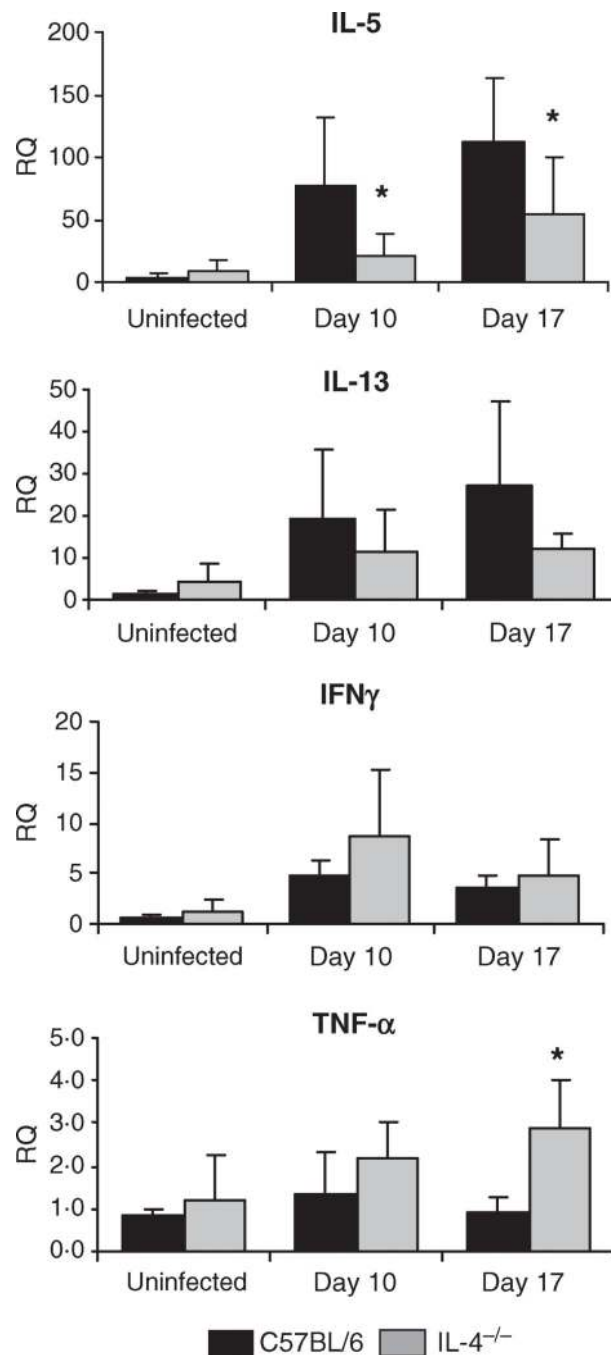 IL-5
200
150
100
50
0
RQ
*
*
Uninfected Day 10 Day 17
IL-13
50
40
30
20
10
0
RQ
Uninfected Day 10 Day 17
IFNγ
20
15
10
5
0
RQ
Uninfected Day 10 Day 17
TNF-α
5·0
4·0
3·0
2·0
1·0
0·0
RQ
*
Uninfected Day 10 Day 17
C57BL/6 IL-4⁻/⁻